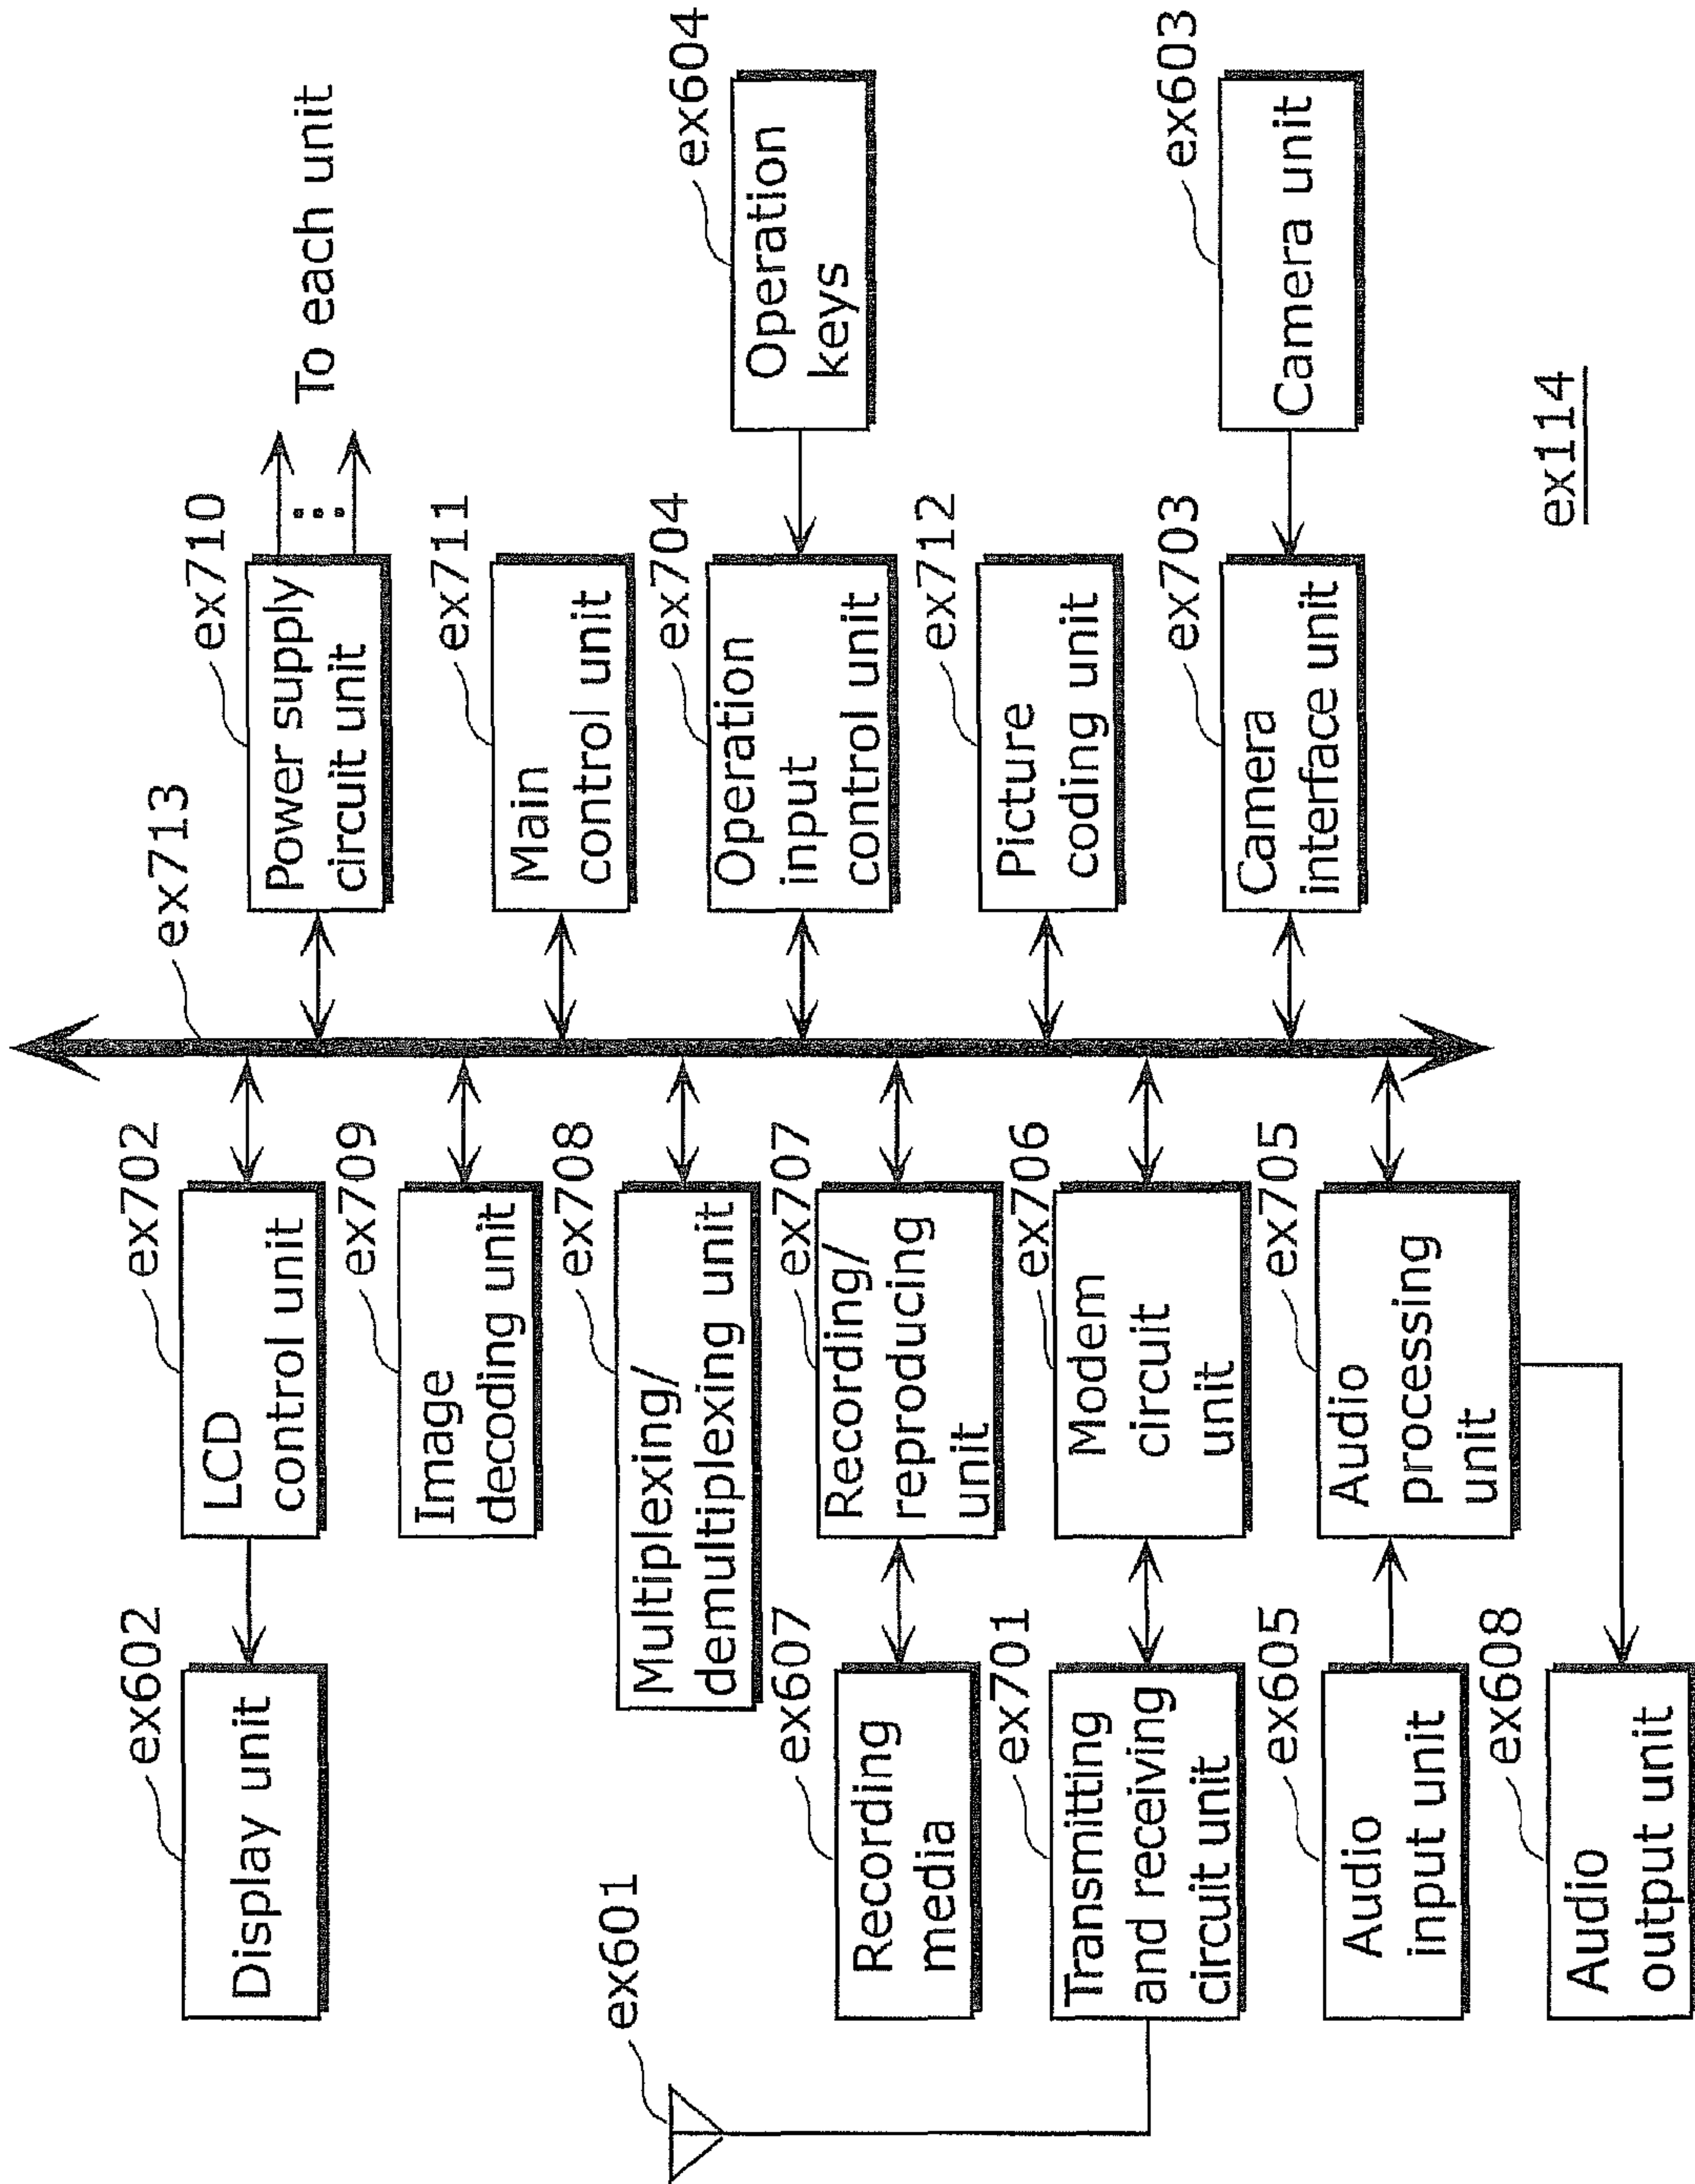 ex602
Display unit
ex702
LCD
control unit
ex709
Image
decoding unit
ex708
Multiplexing/
demultiplexing unit
ex601
ex607
Recording
media
ex707
Recording/
reproducing
unit
ex701
Transmitting
and receiving
circuit unit
ex706
Modem
circuit
unit
ex605
Audio
input unit
ex705
Audio
processing
unit
ex608
Audio
output unit
ex713
ex710
Power supply
circuit unit
To each unit
ex711
Main
control unit
ex704
Operation
input
control unit
ex604
Operation
keys
ex712
Picture
coding unit
ex703
Camera
interface unit
ex603
Camera unit
ex114